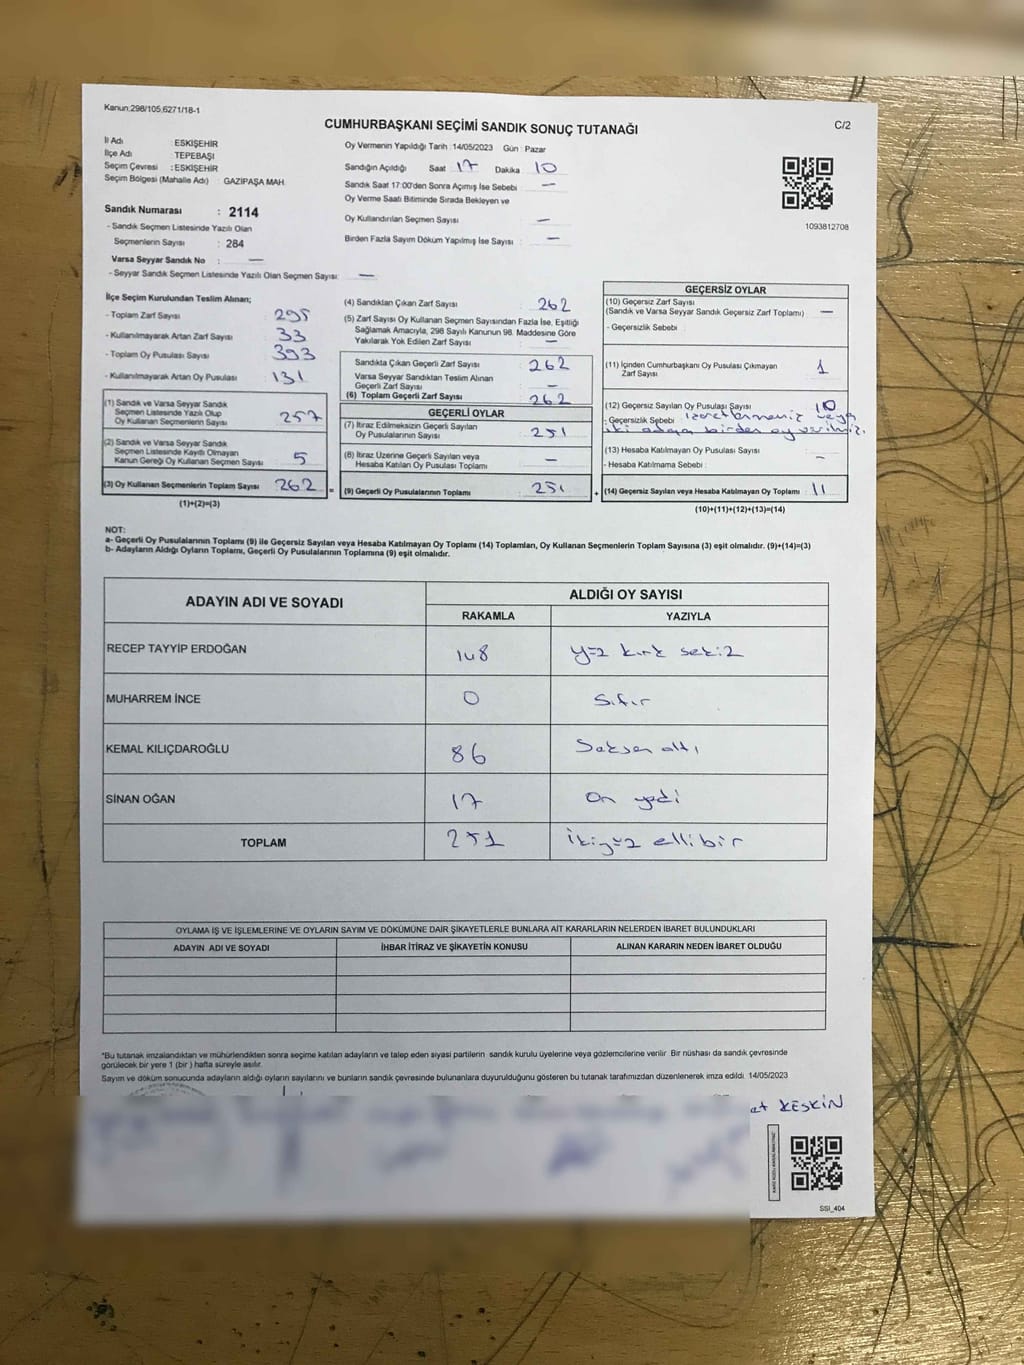 Kanun:298/105,6271/18-1
C/2
CUMHURBAŞKANI SEÇİMİ SANDIK SONUÇ TUTANAĞI
İl Adı : ESKİŞEHİR
İlçe Adı : TEPEBAŞI
Seçim Çevresi : ESKİŞEHİR
Seçim Bölgesi (Mahalle Adı) : GAZİPAŞA MAH.
Sandık Numarası : 2114
- Sandık Seçmen Listesinde Yazılı Olan
Seçmenlerin Sayısı : 284
Varsa Seyyar Sandık No : —
- Seyyar Sandık Seçmen Listesinde Yazılı Olan Seçmen Sayısı: —
Oy Vermenin Yapıldığı Tarih :14/05/2023 Gün : Pazar
Sandığın Açıldığı Saat 17 Dakika 10
Sandık Saat 17:00'den Sonra Açımış İse Sebebi : —
Oy Verme Saati Bitiminde Sırada Bekleyen ve
Oy Kullandırılan Seçmen Sayısı : —
Birden Fazla Sayım Döküm Yapılmış İse Sayısı : —
1093812708
İlçe Seçim Kurulundan Teslim Alınan;
- Toplam Zarf Sayısı : 295
- Kullanılmayarak Artan Zarf Sayısı : 33
- Toplam Oy Pusulası Sayısı : 393
- Kullanılmayarak Artan Oy Pusulası : 131
(1) Sandık ve Varsa Seyyar Sandık
Seçmen Listesinde Yazılı Olup
Oy Kullanan Seçmenlerin Sayısı : 257
(2) Sandık ve Varsa Seyyar Sandık
Seçmen Listesinde Kaydı Olmayan
Kanun Gereği Oy Kullanan Seçmen Sayısı : 5
(3) Oy Kullanan Seçmenlerin Toplam Sayısı : 262 =
(1)+(2)=(3)
(4) Sandıktan Çıkan Zarf Sayısı : 262
(5) Zarf Sayısı Oy Kullanan Seçmen Sayısından Fazla İse, Eşitliği
Sağlamak Amacıyla, 298 Sayılı Kanunun 98. Maddesine Göre
Yakılarak Yok Edilen Zarf Sayısı : —
Sandıkta Çıkan Geçerli Zarf Sayısı : 262
Varsa Seyyar Sandıktan Teslim Alınan
Geçerli Zarf Sayısı : —
(6) Toplam Geçerli Zarf Sayısı : 262
GEÇERLİ OYLAR
(7) İtiraz Edilmeksizin Geçerli Sayılan
Oy Pusulalarının Sayısı : 251
(8) İtiraz Üzerine Geçerli Sayılan veya
Hesaba Katılan Oy Pusulası Toplamı : —
(9) Geçerli Oy Pusulalarının Toplamı : 251 +
GEÇERSİZ OYLAR
(10) Geçersiz Zarf Sayısı
(Sandık ve Varsa Seyyar Sandık Geçersiz Zarf Toplamı) : —
- Geçersizlik Sebebi :
(11) İçinden Cumhurbaşkanı Oy Pusulası Çıkmayan
Zarf Sayısı : 1
(12) Geçersiz Sayılan Oy Pusulası Sayısı : 10
- Geçersizlik Sebebi : veya
iki adaya birden oy
(13) Hesaba Katılmayan Oy Pusulası Sayısı : —
- Hesaba Katılmama Sebebi :
(14) Geçersiz Sayılan veya Hesaba Katılmayan Oy Toplamı : 11
(10)+(11)+(12)+(13)=(14)
NOT:
a- Geçerli Oy Pusulalarının Toplamı (9) ile Geçersiz Sayılan veya Hesaba Katılmayan Oy Toplamı (14) Toplamları, Oy Kullanan Seçmenlerin Toplam Sayısına (3) eşit olmalıdır. (9)+(14)=(3)
b- Adayların Aldığı Oyların Toplamı, Geçerli Oy Pusulalarının Toplamına (9) eşit olmalıdır.
ADAYIN ADI VE SOYADI ALDIĞI OY SAYISI
RAKAMLA YAZIYLA
RECEP TAYYİP ERDOĞAN 148 yüz kırk sekiz
MUHARREM İNCE 0 Sıfır
KEMAL KILIÇDAROĞLU 86 Seksen altı
SİNAN OĞAN 17 On yedi
TOPLAM 251 İkiyüz ellibir
OYLAMA İŞ VE İŞLEMLERİNE VE OYLARIN SAYIM VE DÖKÜMÜNE DAİR ŞİKAYETLERLE BUNLARA AİT KARARLARIN NELERDEN İBARET BULUNDUKLARI
ADAYIN ADI VE SOYADI İHBAR İTİRAZ VE ŞİKAYETİN KONUSU ALINAN KARARIN NEDEN İBARET OLDUĞU
*Bu tutanak imzalandıktan ve mühürlendikten sonra seçime katılan adayların ve talep eden siyasi partilerin sandık kurulu üyelerine veya gözlemcilerine verilir. Bir nüshası da sandık çevresinde
görülecek bir yere 1 (bir ) hafta süreyle asılır.
Sayım ve döküm sonucunda adayların aldığı oyların sayılarını ve bunların sandık çevresinde bulunanlara duyurulduğunu gösteren bu tutanak tarafımızdan düzenlenerek imza edildi. 14/05/2023
et KESKİN
SSİ_404